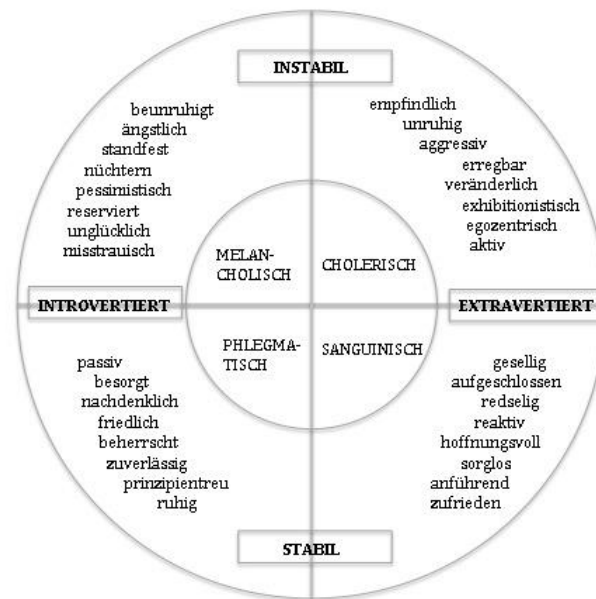 INSTABIL
beunruhigt
ängstlich
standfest
nüchtern
pessimistisch
reserviert
unglücklich
misstrauisch
empfindlich
unruhig
aggressiv
erregbar
veränderlich
exhibitionistisch
egozentrisch
aktiv
MELAN-
CHOLISCH
CHOLERISCH
INTROVERTIERT
EXTRAVERTIERT
PHLEGMA-
TISCH
SANGUINISCH
passiv
besorgt
nachdenklich
friedlich
beherrscht
zuverlässig
prinzipientreu
ruhig
gesellig
aufgeschlossen
redselig
reaktiv
hoffnungsvoll
sorglos
anführend
zufrieden
STABIL